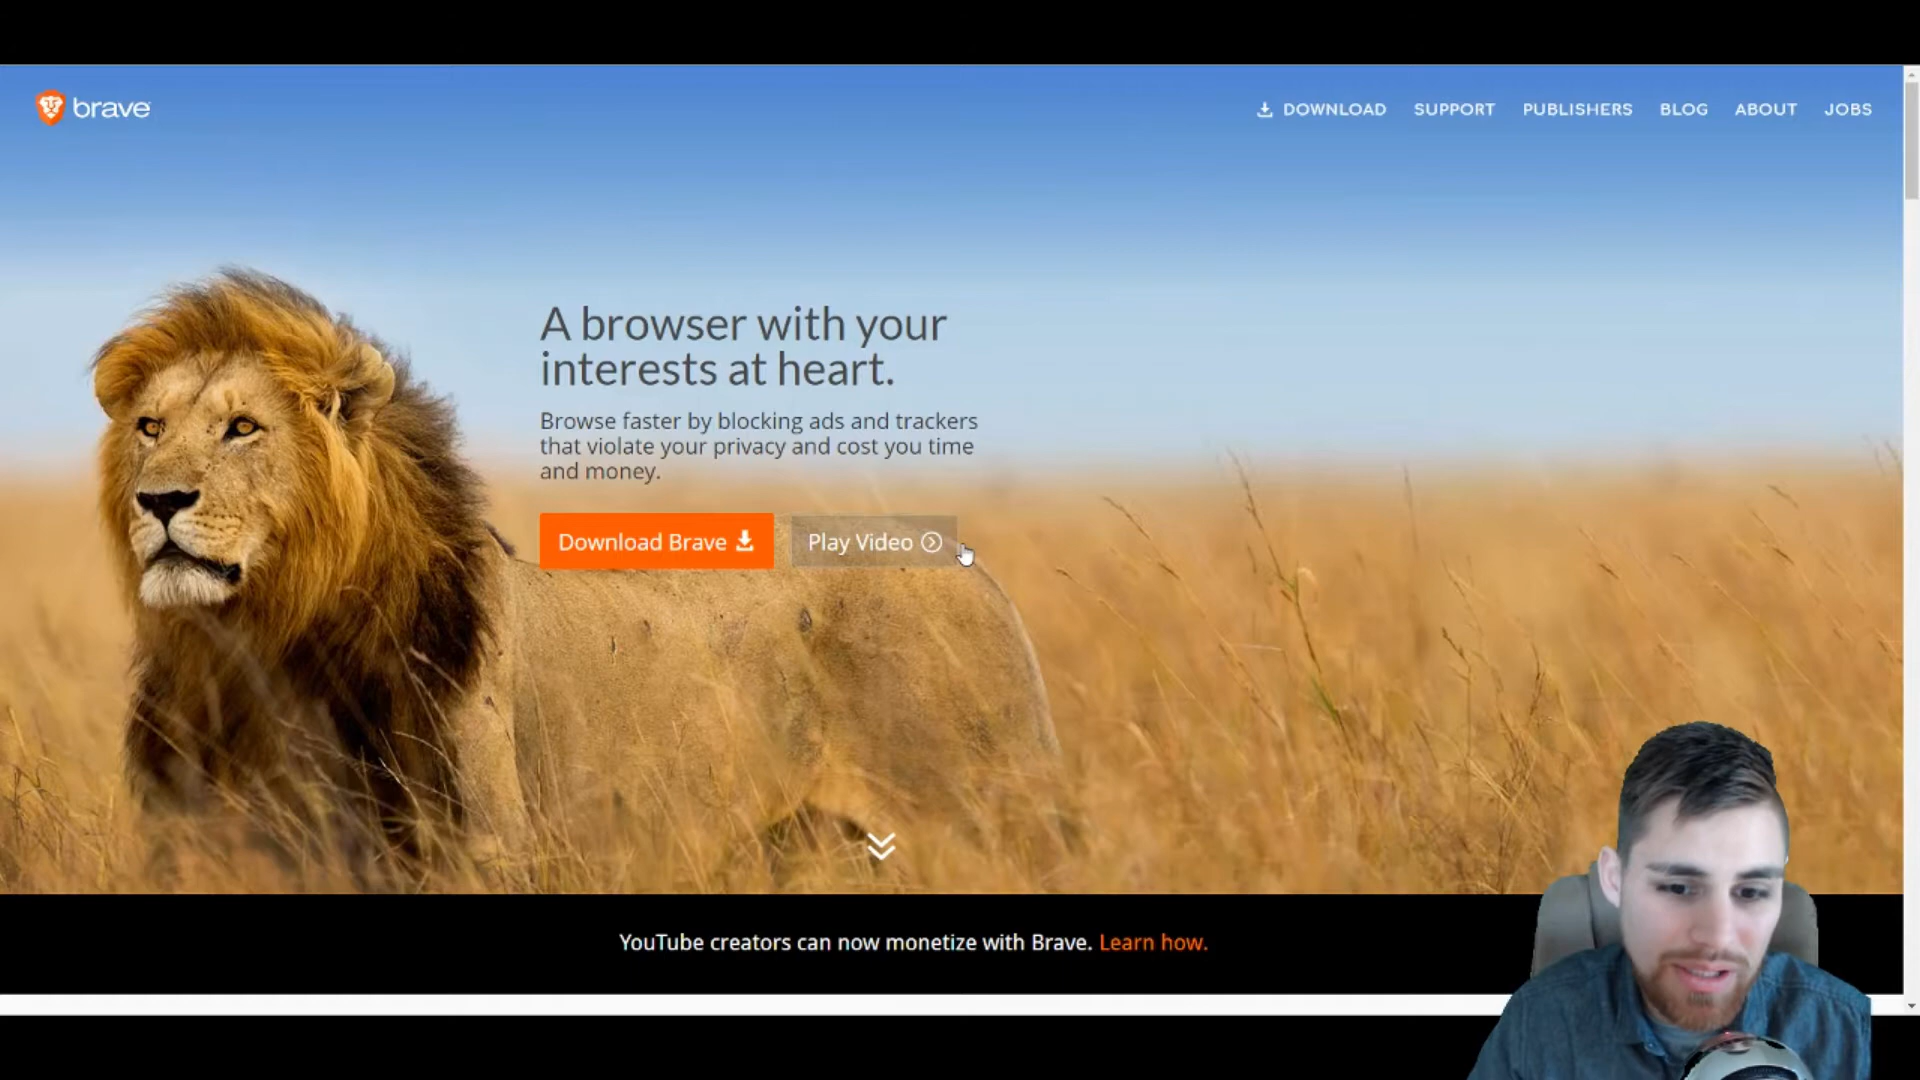 brave
DOWNLOAD SUPPORT PUBLISHERS BLOG ABOUT JOBS
A browser with your
interests at heart.
Browse faster by blocking ads and trackers
that violate your privacy and cost you time
and money.
Download Brave
Play Video
YouTube creators can now monetize with Brave. Learn how.